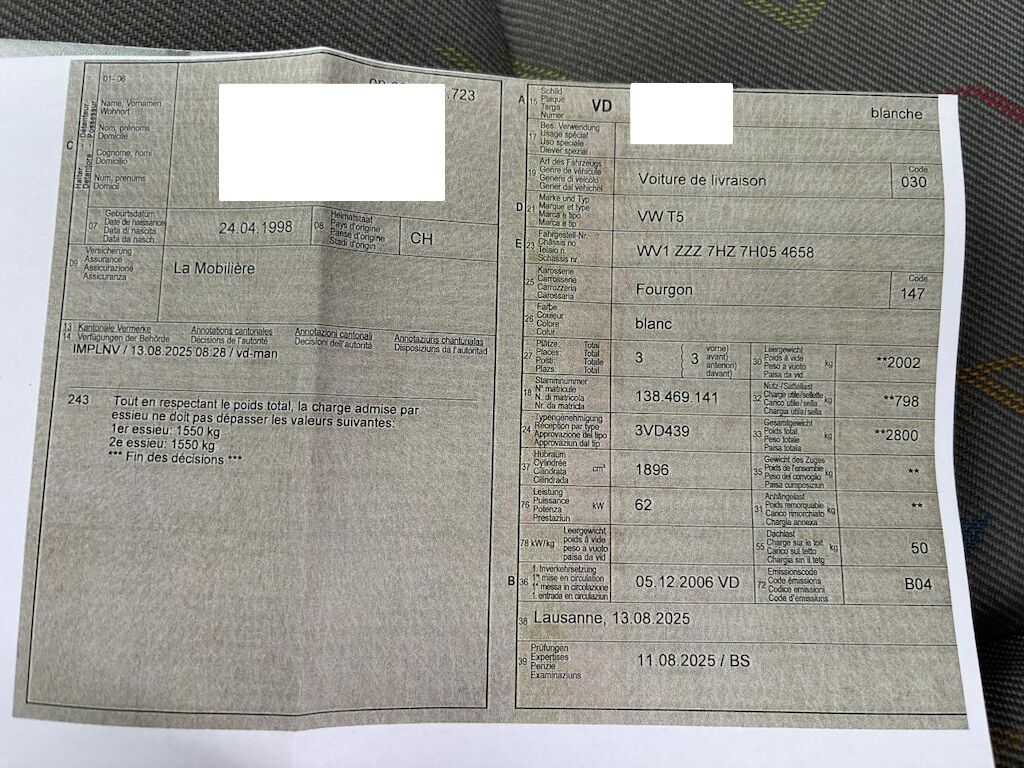 01–06
.723
C
Halter Détenteur
Detentore Possessur
Name, Vornamen
Wohnort
Nom, prénoms
Domicile
Cognome, nomi
Domicilio
Num, prenums
Domicil
07
Geburtsdatum
Date de naissance
Data di nascita
Data da nasch.
24.04.1998
08
Heimatstaat
Pays d'origine
Paese d'origine
Stadi d'origin
CH
09
Versicherung
Assurance
Assicurazione
Assicuranza
La Mobilière
13 Kantonale Vermerke Annotations cantonales Annotazioni cantonali Annotaziuns chantunalas
14 Verfügungen der Behörde Décisions de l'autorité Decisioni dell'autorità Disposiziuns da l'autoritad
IMPLNV / 13.08.2025 08:28 / vd-man
243 Tout en respectant le poids total, la charge admise par
essieu ne doit pas dépasser les valeurs suivantes:
1er essieu: 1550 kg
2e essieu: 1550 kg
*** Fin des décisions ***
A 15
Schild
Plaque
Targa
Numer
VD
blanche
17
Bes. Verwendung
Usage spécial
Uso speciale
Diever spezial
19
Art des Fahrzeugs
Genre de véhicule
Genere di veicolo
Gener dal vehichel
Voiture de livraison
Code
030
D 21
Marke und Typ
Marque et type
Marca e tipo
Marca e tip
VW T5
E 23
Fahrgestell-Nr.
Châssis no
Telaio n.
Schassis nr.
WV1 ZZZ 7HZ 7H05 4658
25
Karosserie
Carrosserie
Carrozzeria
Carossaria
Fourgon
Code
147
26
Farbe
Couleur
Colore
Colur
blanc
27
Plätze: Total
Places: Total
Posti: Totale
Plazs: Total
3
( 3 vorne)
avant)
anteriori)
davant)
30
Leergewicht
Poids à vide
Peso a vuoto
Paisa da vid
kg
**2002
18
Stammnummer
N° matricule
N. di matricola
Nr. da matricla
138.469.141
32
Nutz-/Sattellast
Charge utile/sellette
Carico utile/sella
Chargia utila/sella
kg
**798
24
Typengenehmigung
Réception par type
Approvazione del tipo
Approvaziun dal tip
3VD439
33
Gesamtgewicht
Poids total
Peso totale
Paisa totala
kg
**2800
37
Hubraum
Cylindrée
Cilindrata
Cilindrada
cm³
1896
35
Gewicht des Zuges
Poids de l'ensemble
Peso del convoglio
Paisa cumposiziun
kg
**
76
Leistung
Puissance
Potenza
Prestaziun
kW
62
31
Anhängelast
Poids remorquable
Carico rimorchiato
Chargia annexa
kg
**
78 kW/kg
Leergewicht
poids à vide
peso a vuoto
paisa da vid
55
Dachlast
Charge sur le toit
Carico sul tetto
Chargia sin il tetg
kg
50
B 36
1. Inverkehrsetzung
1re mise en circulation
1a messa in circolazione
1. entrada en circulaziun
05.12.2006 VD
72
Emissionscode
Code émissions
Codice emissioni
Code d'emissiuns
B04
38 Lausanne, 13.08.2025
39
Prüfungen
Expertises
Perizie
Examinaziuns
11.08.2025 / BS